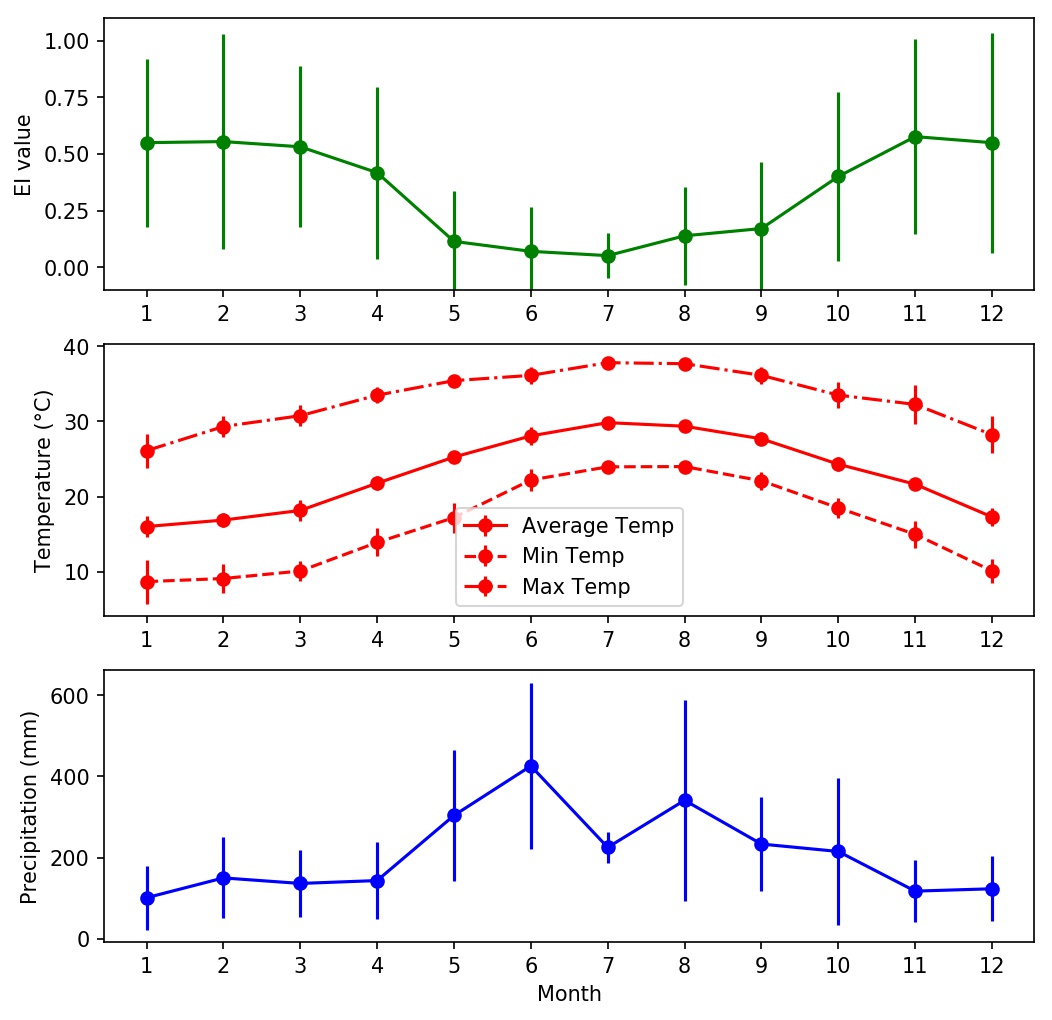 EI value
1.00
0.75
0.50
0.25
0.00
1 2 3 4 5 6 7 8 9 10 11 12
Temperature (°C)
40
30
20
10
Average Temp
Min Temp
Max Temp
1 2 3 4 5 6 7 8 9 10 11 12
Precipitation (mm)
600
400
200
0
1 2 3 4 5 6 7 8 9 10 11 12
Month